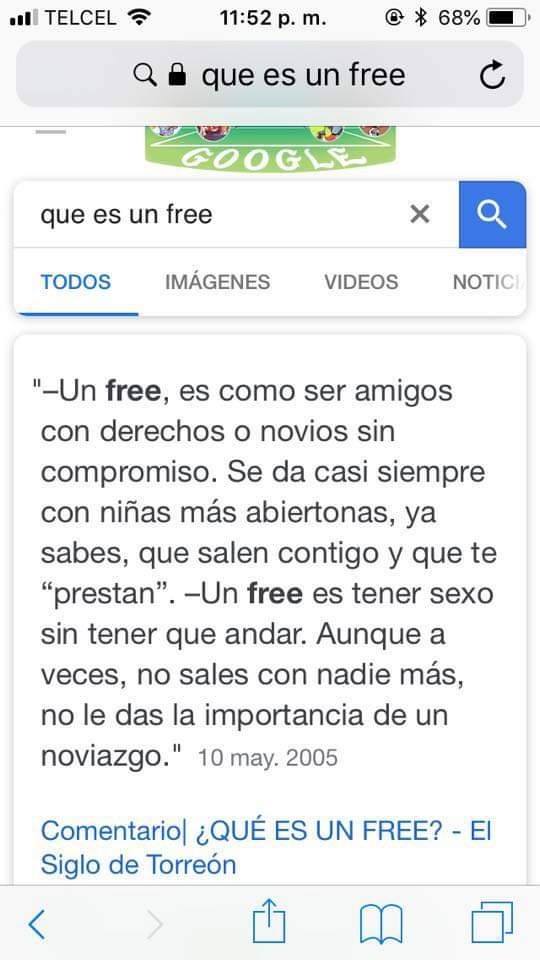 TELCEL 11:52 p. m. 68%
que es un free
GOOGLE
que es un free
TODOS IMÁGENES VIDEOS NOTICI
"–Un free, es como ser amigos
con derechos o novios sin
compromiso. Se da casi siempre
con niñas más abiertonas, ya
sabes, que salen contigo y que te
“prestan”. –Un free es tener sexo
sin tener que andar. Aunque a
veces, no sales con nadie más,
no le das la importancia de un
noviazgo." 10 may. 2005
Comentario| ¿QUÉ ES UN FREE? - El
Siglo de Torreón